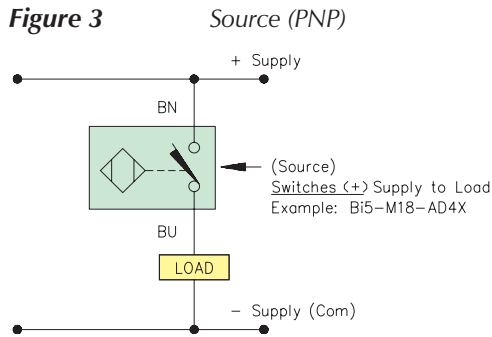 Figure 3 Source (PNP)
+ Supply
BN
(Source)
Switches (+) Supply to Load
Example: Bi5-M18-AD4X
BU
LOAD
- Supply (Com)